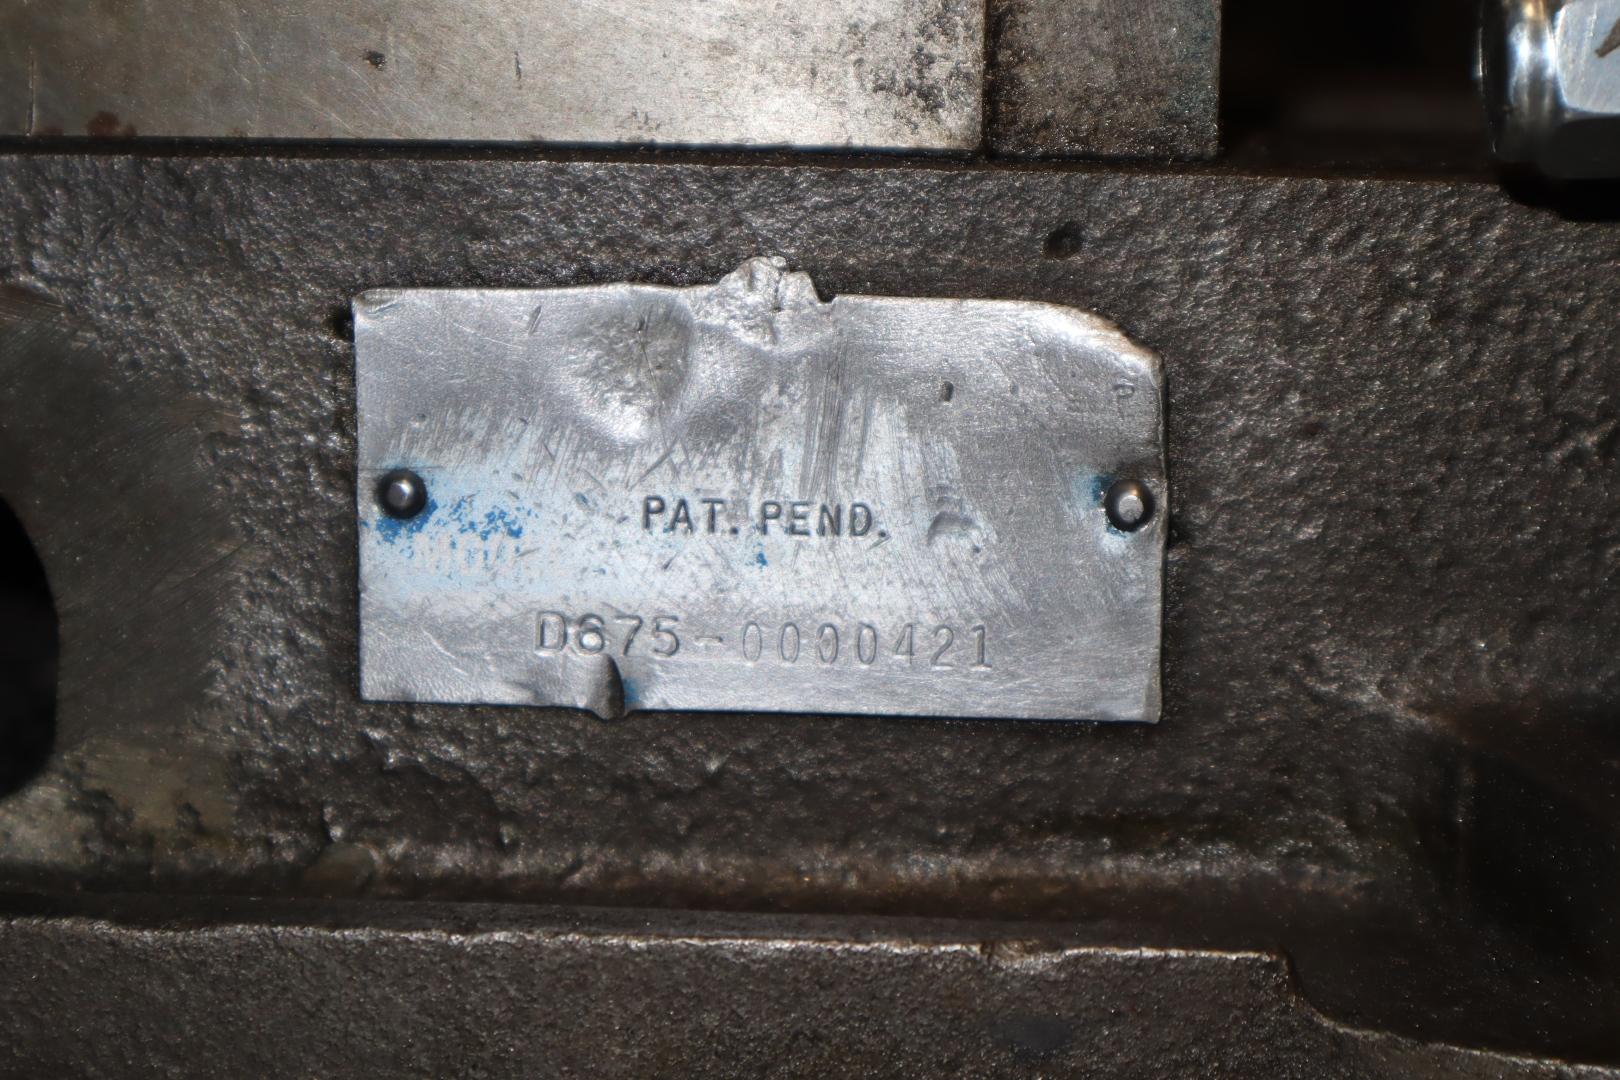 PAT. PEND.
D675-0000421